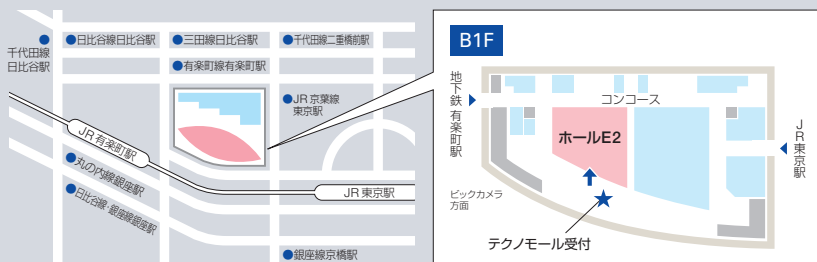 千代田線
日比谷駅
日比谷線日比谷駅
三田線日比谷駅
千代田線二重橋前駅
有楽町線有楽町駅
JR京葉線
東京駅
JR有楽町駅
丸の内線銀座駅
日比谷線・銀座線銀座駅
JR東京駅
銀座線京橋駅
B1F
地下鉄 有楽町駅
コンコース
ホールE2
JR東京駅
ビックカメラ
方面
テクノモール受付